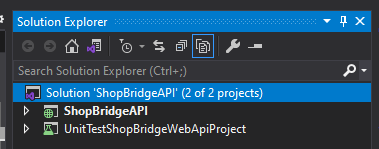 Solution Explorer
Search Solution Explorer (Ctrl+;)
Solution 'ShopBridgeAPI' (2 of 2 projects)
ShopBridgeAPI
UnitTestShopBridgeWebApiProject